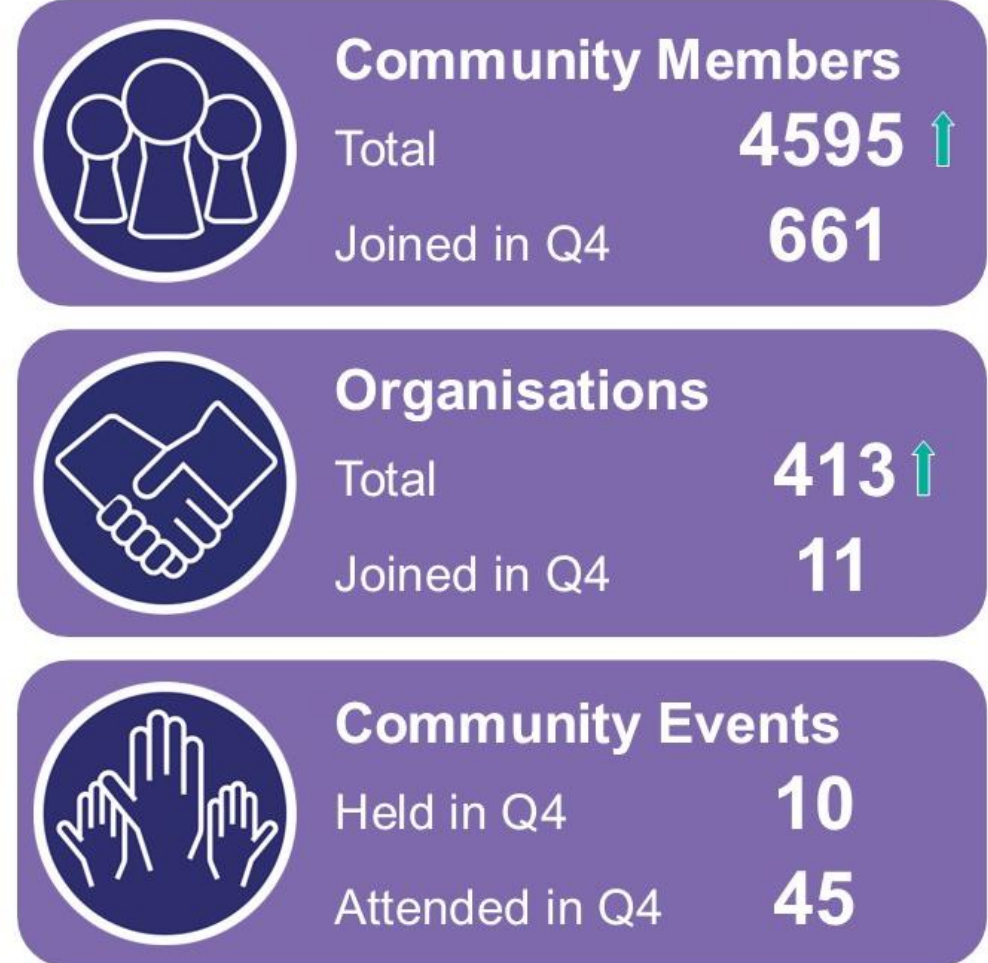 Community Members
Total 4595
Joined in Q4 661
Organisations
Total 413
Joined in Q4 11
Community Events
Held in Q4 10
Attended in Q4 45